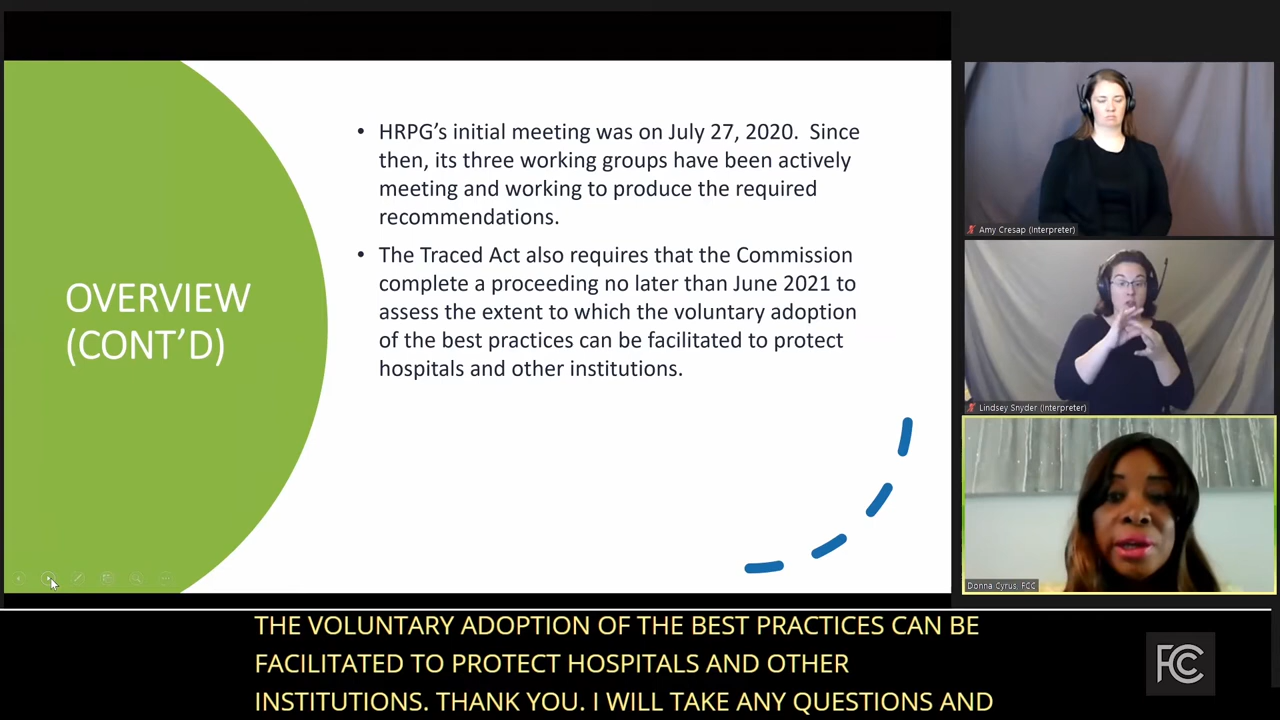 OVERVIEW
(CONT’D)
• HRPG’s initial meeting was on July 27, 2020.  Since
then, its three working groups have been actively
meeting and working to produce the required
recommendations.
• The Traced Act also requires that the Commission
complete a proceeding no later than June 2021 to
assess the extent to which the voluntary adoption
of the best practices can be facilitated to protect
hospitals and other institutions.
Amy Cresap (Interpreter)
Lindsey Snyder (Interpreter)
Donna Cyrus, FCC
THE VOLUNTARY ADOPTION OF THE BEST PRACTICES CAN BE
FACILITATED TO PROTECT HOSPITALS AND OTHER
INSTITUTIONS. THANK YOU. I WILL TAKE ANY QUESTIONS AND
FCC